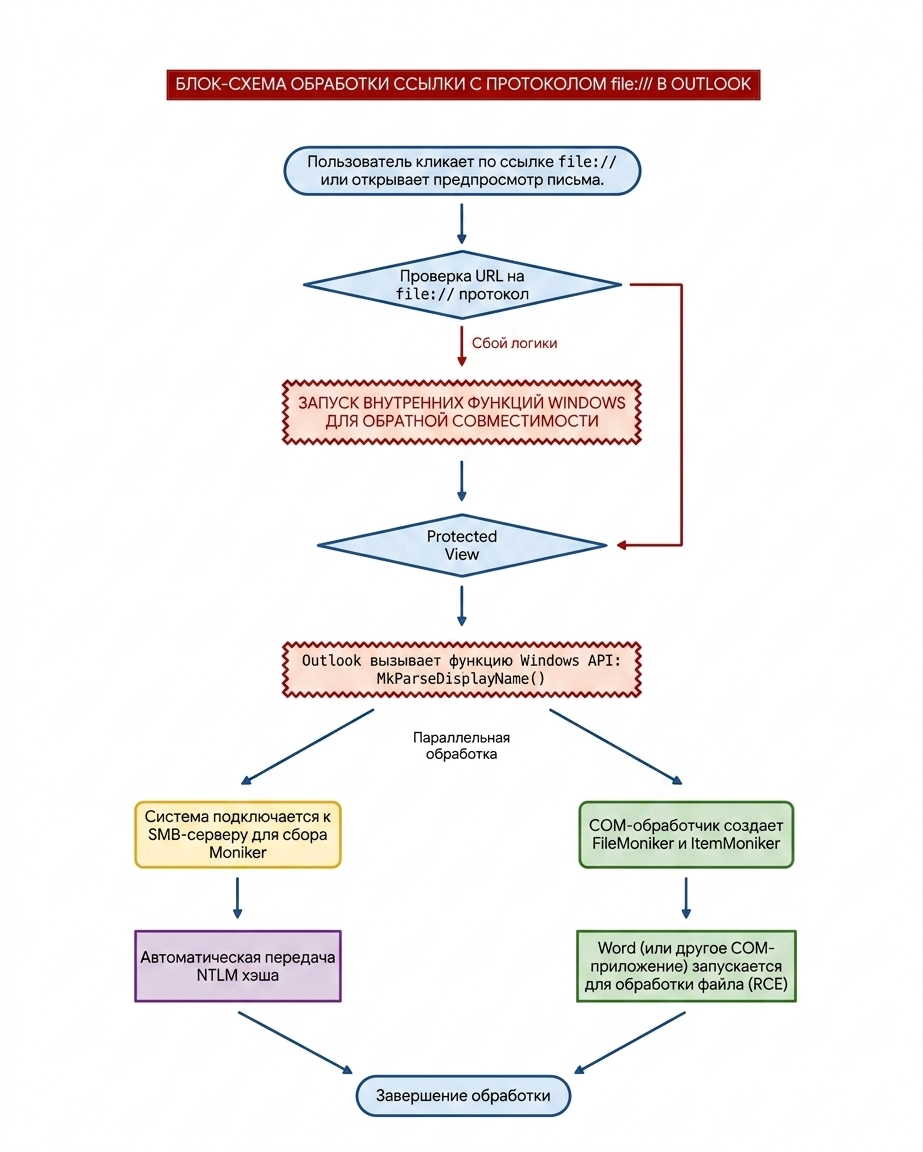 БЛОК-СХЕМА ОБРАБОТКИ ССЫЛКИ С ПРОТОКОЛОМ file:/// В OUTLOOK
Пользователь кликает по ссылке file://
или открывает предпросмотр письма.
Проверка URL на
file:// протокол
Сбой логики
ЗАПУСК ВНУТРЕННИХ ФУНКЦИЙ WINDOWS
ДЛЯ ОБРАТНОЙ СОВМЕСТИМОСТИ
Protected
View
Outlook вызывает функцию Windows API:
MkParseDisplayName()
Параллельная
обработка
Система подключается к
SMB-серверу для сбора
Moniker
COM-обработчик создает
FileMoniker и ItemMoniker
Автоматическая передача
NTLM хэша
Word (или другое COM-
приложение) запускается
для обработки файла (RCE)
Завершение обработки